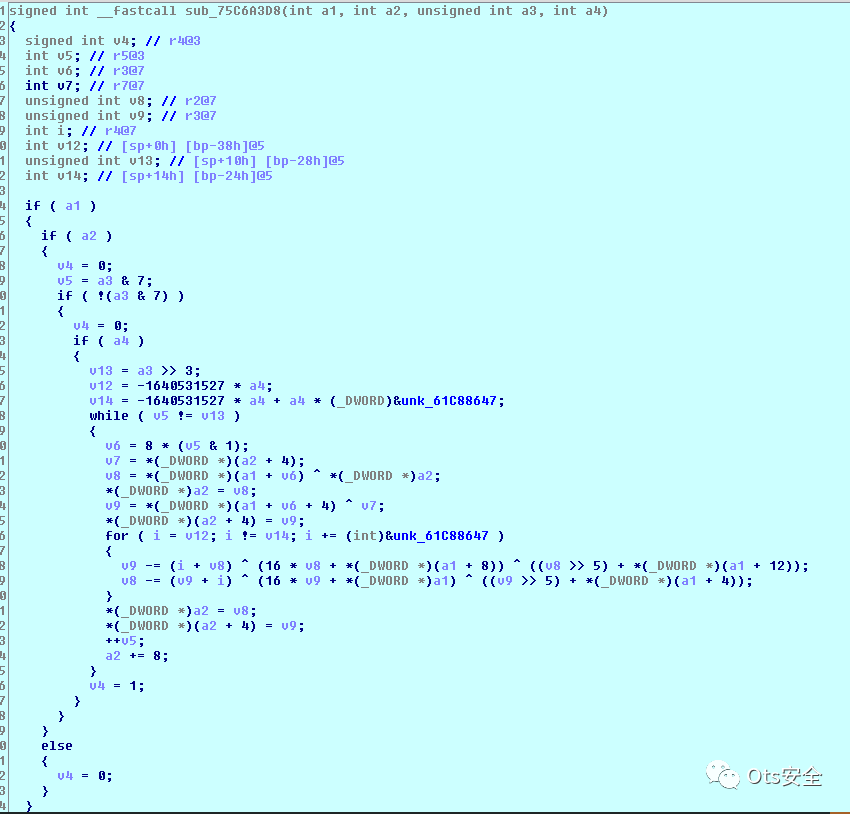 1 signed int __fastcall sub_75C6A3D8(int a1, int a2, unsigned int a3, int a4)
2 {
3 signed int v4; // r4@3
4 int v5; // r5@3
5 int v6; // r3@7
6 int v7; // r7@7
7 unsigned int v8; // r2@7
8 unsigned int v9; // r3@7
9 int i; // r4@7
0 int v12; // [sp+0h] [bp-38h]@5
1 unsigned int v13; // [sp+10h] [bp-28h]@5
2 int v14; // [sp+14h] [bp-24h]@5
3
4 if ( a1 )
5 {
6 if ( a2 )
7 {
8 v4 = 0;
9 v5 = a3 & 7;
0 if ( !(a3 & 7) )
1 {
2 v4 = 0;
3 if ( a4 )
4 {
5 v13 = a3 >> 3;
6 v12 = -1640531527 * a4;
7 v14 = -1640531527 * a4 + a4 * (_DWORD)&unk_61C88647;
8 while ( v5 != v13 )
9 {
0 v6 = 8 * (v5 & 1);
1 v7 = *(_DWORD *)(a2 + 4);
2 v8 = *(_DWORD *)(a1 + v6) ^ *(_DWORD *)a2;
3 *(_DWORD *)a2 = v8;
4 v9 = *(_DWORD *)(a1 + v6 + 4) ^ v7;
5 *(_DWORD *)(a2 + 4) = v9;
6 for ( i = v12; i != v14; i += (int)&unk_61C88647 )
7 {
8 v9 -= (i + v8) ^ (16 * v8 + *(_DWORD *)(a1 + 8)) ^ ((v8 >> 5) + *(_DWORD *)(a1 + 12));
9 v8 -= (v9 + i) ^ (16 * v9 + *(_DWORD *)a1) ^ ((v9 >> 5) + *(_DWORD *)(a1 + 4));
0 }
1 *(_DWORD *)a2 = v8;
2 *(_DWORD *)(a2 + 4) = v9;
3 ++v5;
4 a2 += 8;
5 }
6 v4 = 1;
7 }
8 }
9 }
0 else
1 {
2 v4 = 0;
3 }
4 }
Ots安全